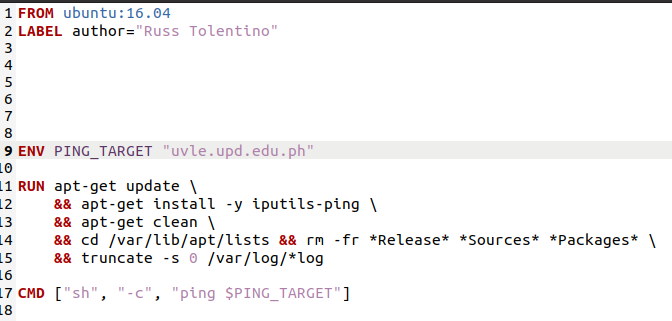 1 FROM ubuntu:16.04
2 LABEL author="Russ Tolentino"
3
4
5
6
7
8
9 ENV PING_TARGET "uvle.upd.edu.ph"
10
11 RUN apt-get update \
12     && apt-get install -y iputils-ping \
13     && apt-get clean \
14     && cd /var/lib/apt/lists && rm -fr *Release* *Sources* *Packages* \
15     && truncate -s 0 /var/log/*log
16
17 CMD ["sh", "-c", "ping $PING_TARGET"]
18